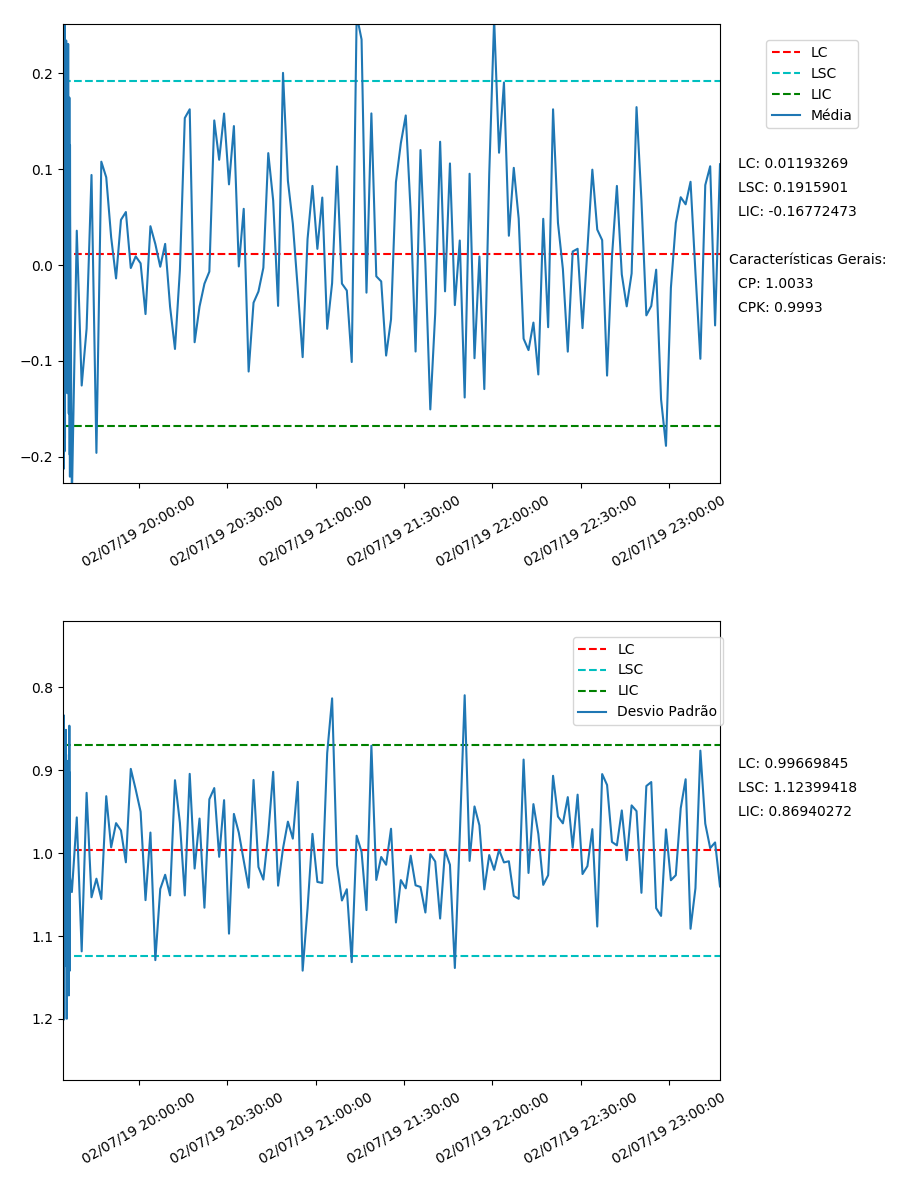 LC
LSC
LIC
Média
0.2
0.1
0.0
−0.1
−0.2
LC: 0.01193269
LSC: 0.1915901
LIC: -0.16772473
Características Gerais:
CP: 1.0033
CPK: 0.9993
02/07/19 20:00:00
02/07/19 20:30:00
02/07/19 21:00:00
02/07/19 21:30:00
02/07/19 22:00:00
02/07/19 22:30:00
02/07/19 23:00:00
LC
LSC
LIC
Desvio Padrão
0.8
0.9
1.0
1.1
1.2
LC: 0.99669845
LSC: 1.12399418
LIC: 0.86940272
02/07/19 20:00:00
02/07/19 20:30:00
02/07/19 21:00:00
02/07/19 21:30:00
02/07/19 22:00:00
02/07/19 22:30:00
02/07/19 23:00:00